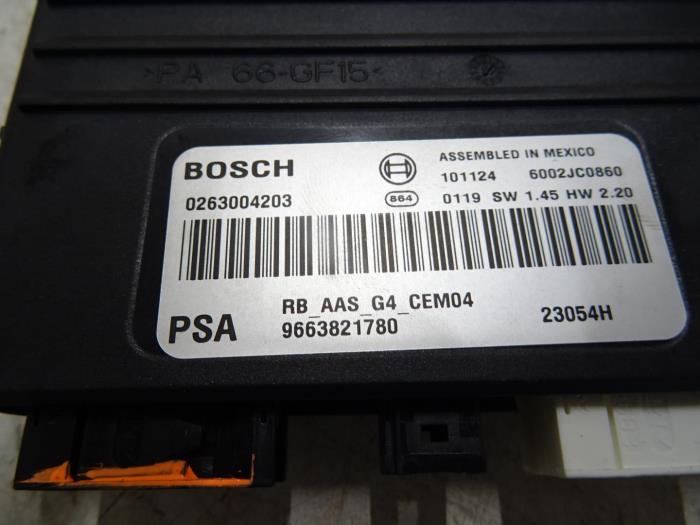 >PA 66-GF15<
BOSCH
ASSEMBLED IN MEXICO
101124 6002JC0860
0263004203
864 0119 SW 1.45 HW 2.20
RB_AAS_G4_CEM04
PSA 9663821780 23054H